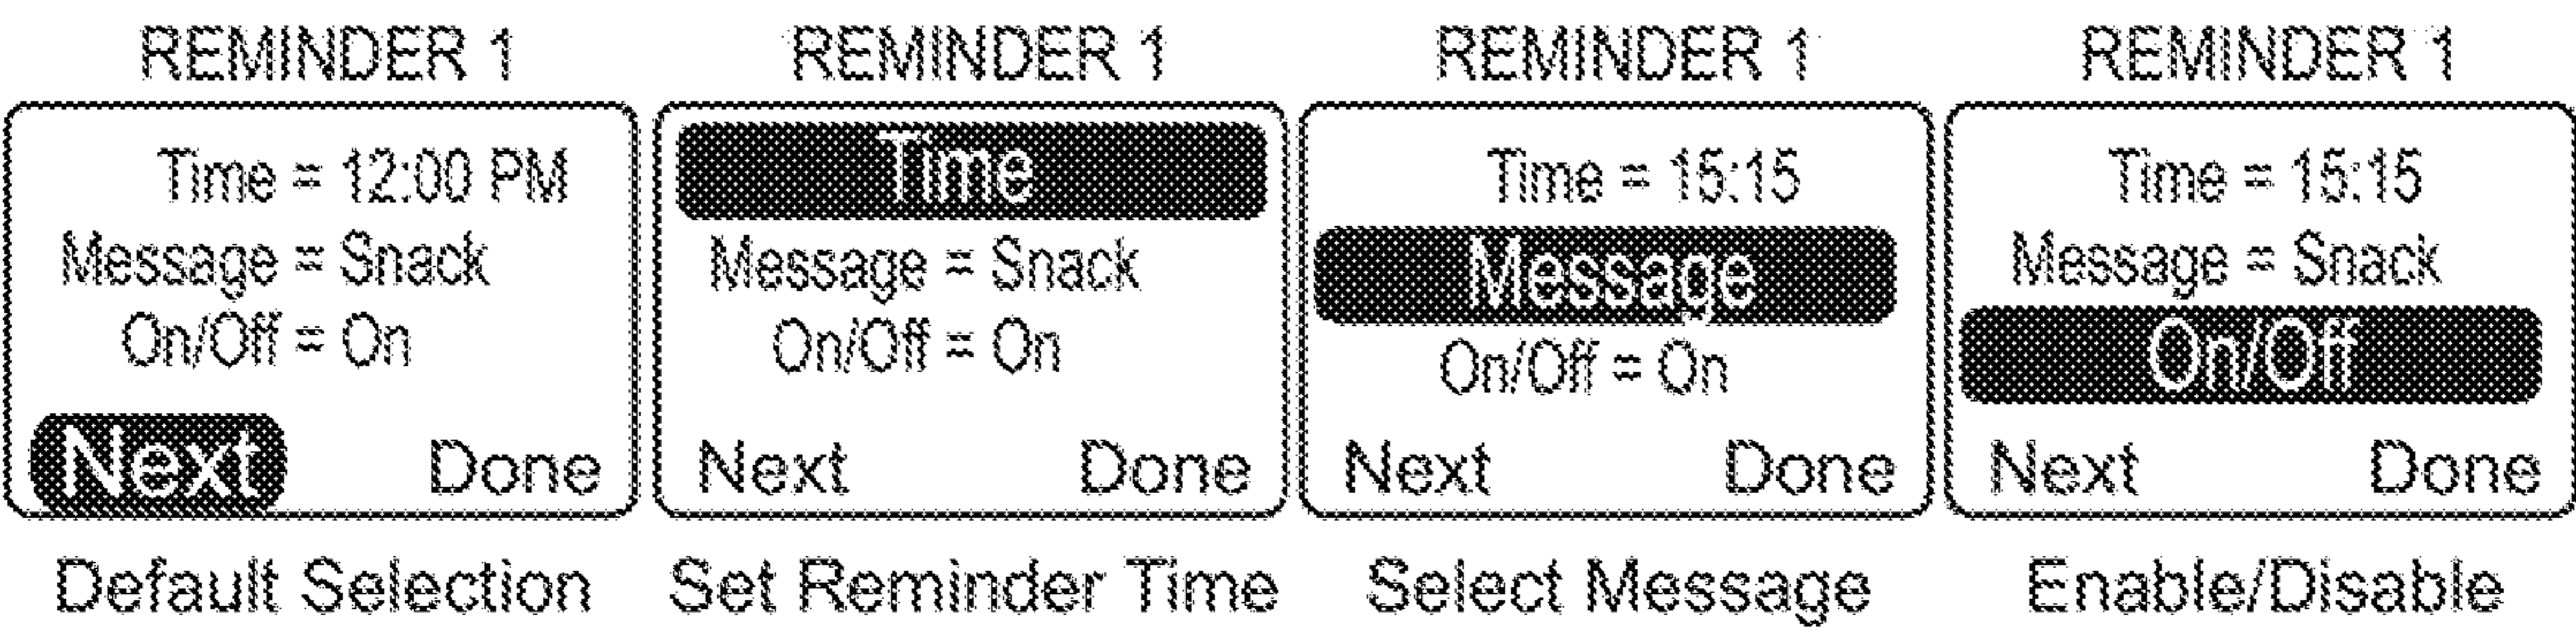 REMINDER 1
Time = 12:00 PM
Message = Snack
On/Off = On
Next Done
Default Selection
REMINDER 1
Time
Message = Snack
On/Off = On
Next Done
Set Reminder Time
REMINDER 1
Time = 15:15
Message
On/Off = On
Next Done
Select Message
REMINDER 1
Time = 15:15
Message = Snack
On/Off
Next Done
Enable/Disable